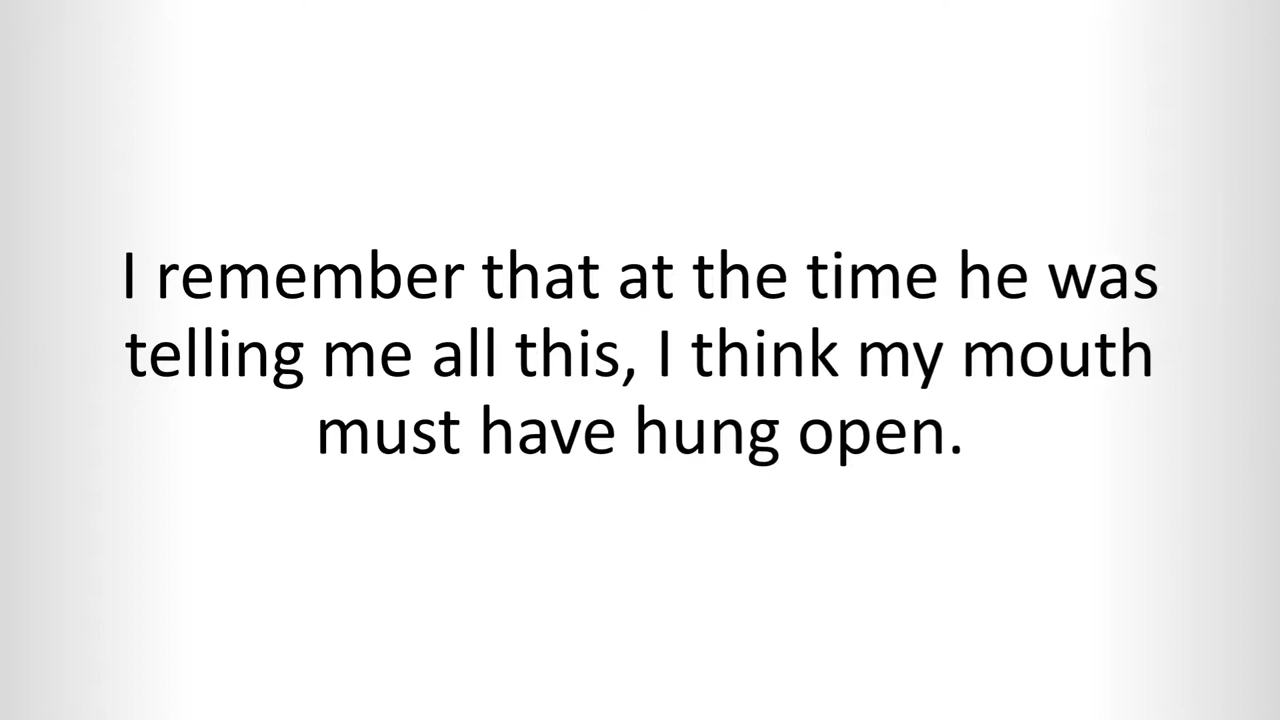 I remember that at the time he was
telling me all this, I think my mouth
must have hung open.